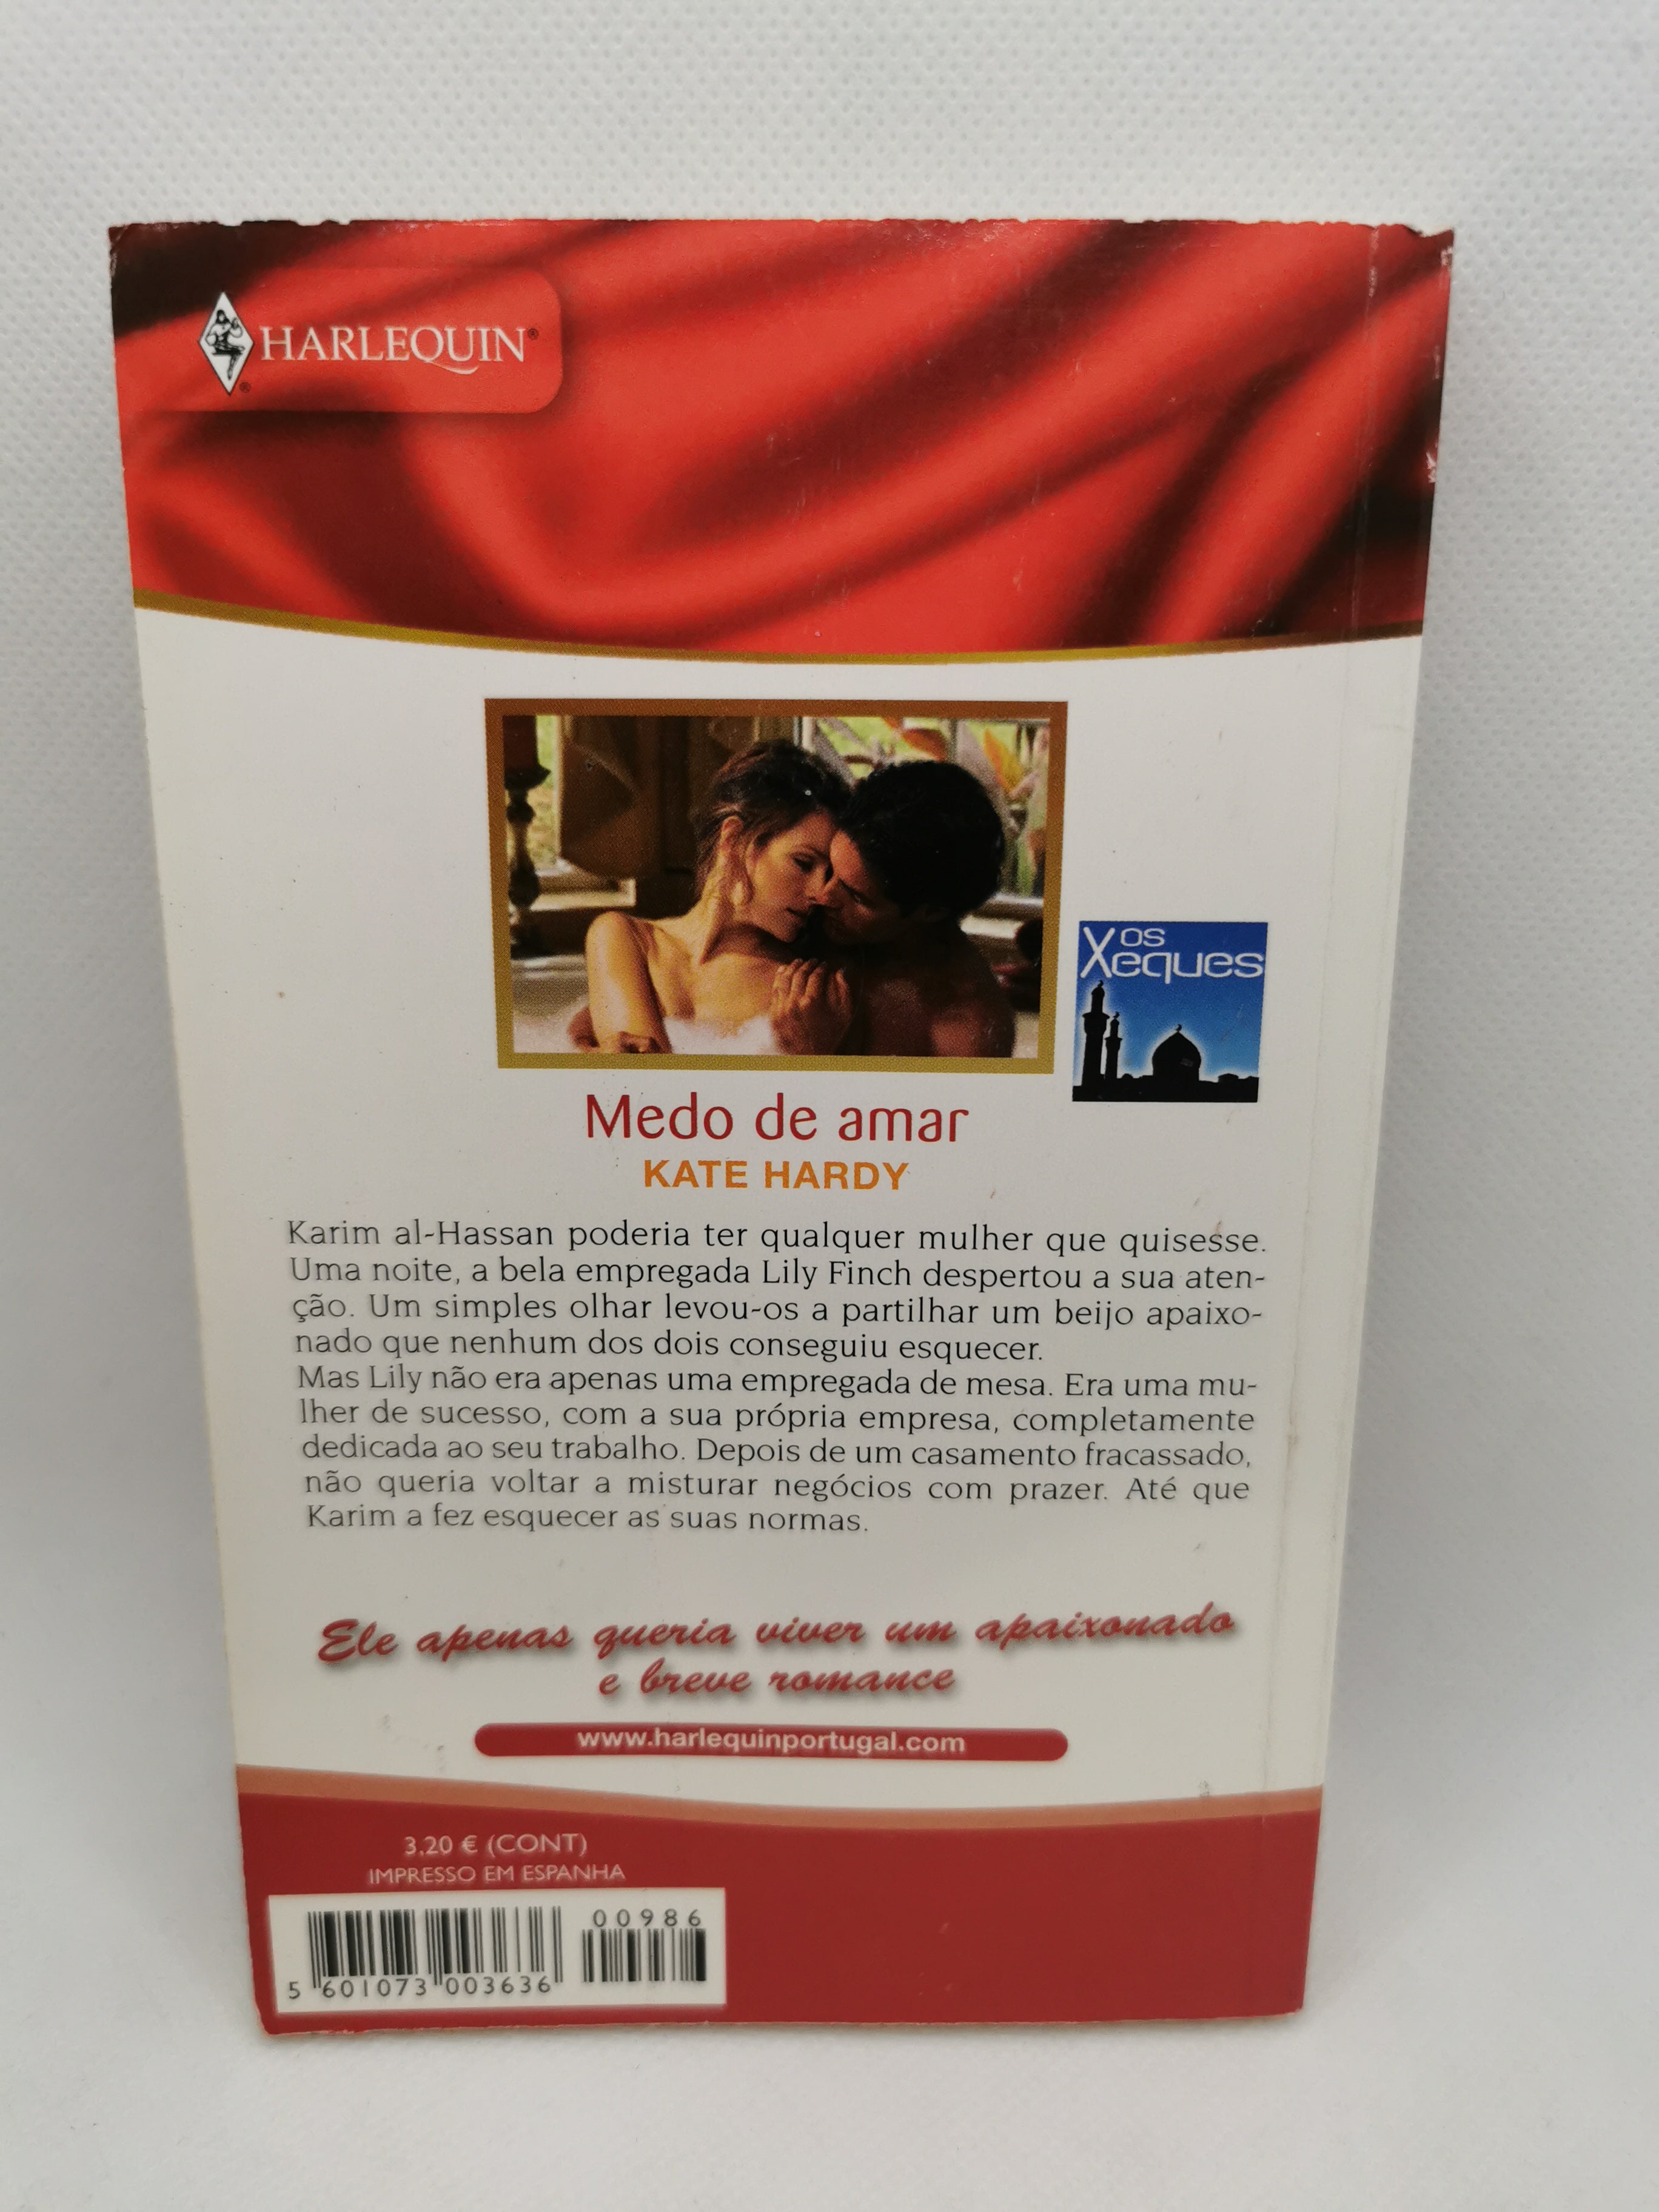 HARLEQUIN®
®
os
Xeques
Medo de amar
KATE HARDY
Karim al-Hassan poderia ter qualquer mulher que quisesse.
Uma noite, a bela empregada Lily Finch despertou a sua aten-
ção. Um simples olhar levou-os a partilhar um beijo apaixo-
nado que nenhum dos dois conseguiu esquecer.
Mas Lily não era apenas uma empregada de mesa. Era uma mu-
lher de sucesso, com a sua própria empresa, completamente
dedicada ao seu trabalho. Depois de um casamento fracassado,
não queria voltar a misturar negócios com prazer. Até que
Karim a fez esquecer as suas normas.
Ele apenas queria viver um apaixonado
e breve romance
www.harlequinportugal.com
3,20 € (CONT)
IMPRESSO EM ESPANHA
00986
5 601073 003636